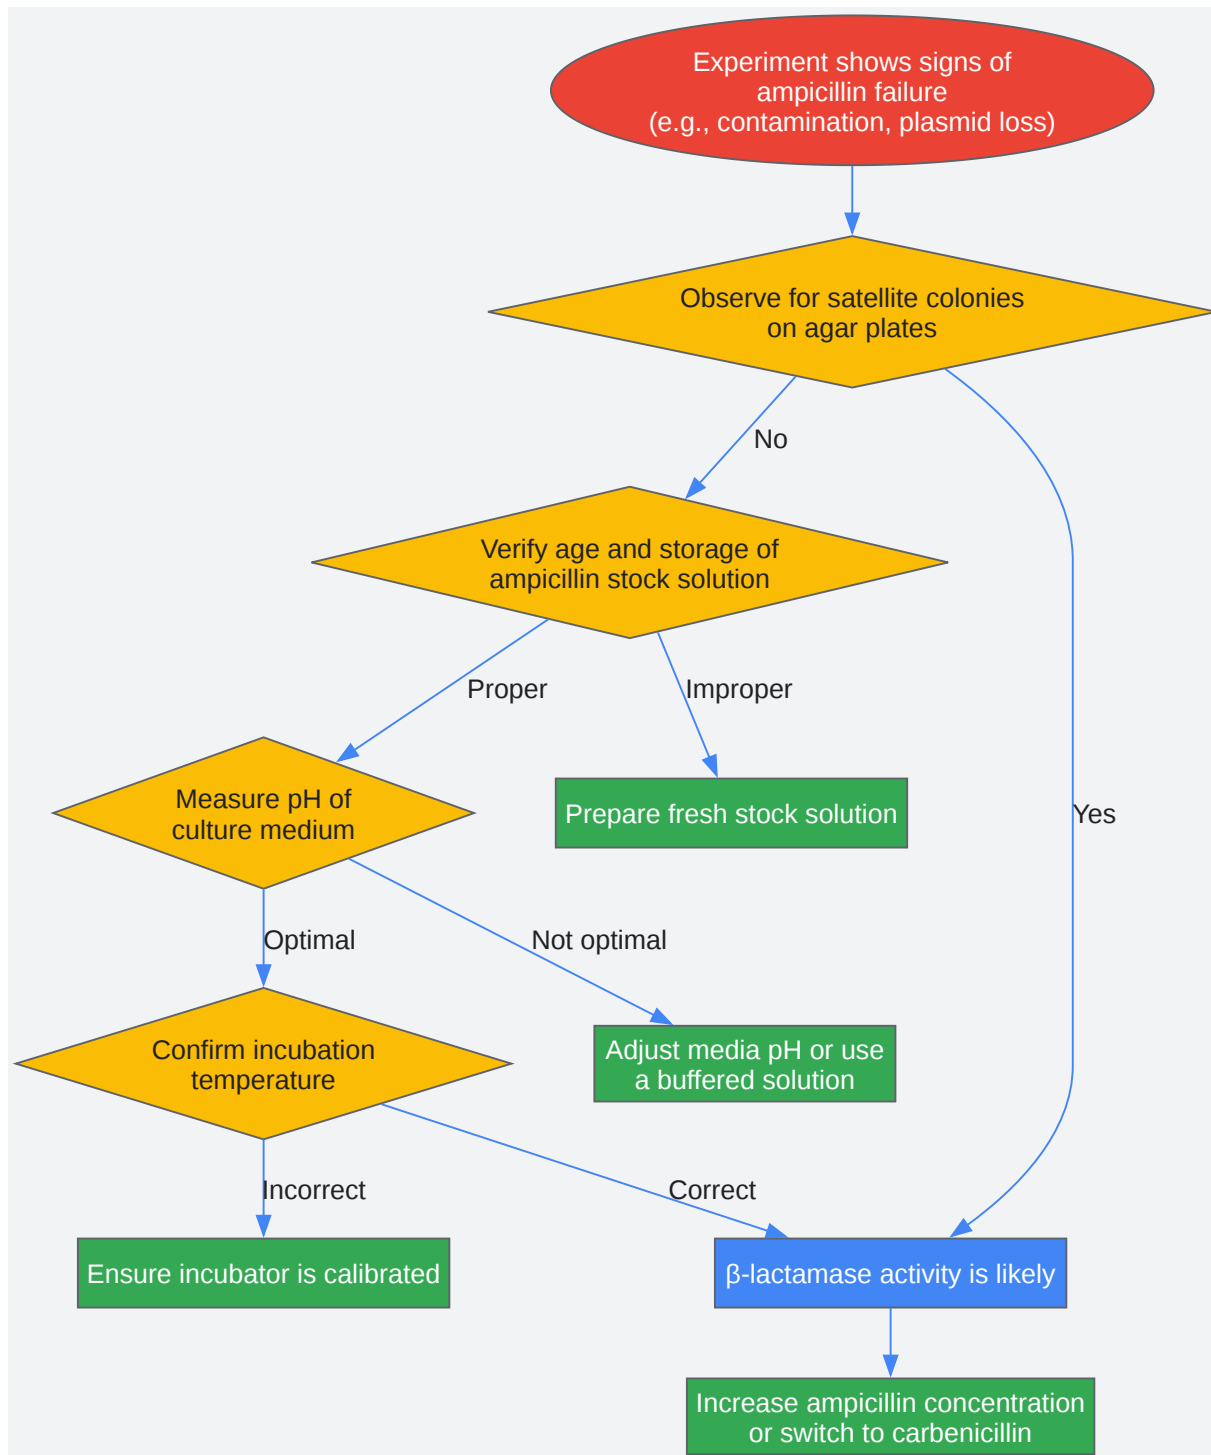 Experiment shows signs of
ampicillin failure
(e.g., contamination, plasmid loss)
Observe for satellite colonies
on agar plates
No
Verify age and storage of
ampicillin stock solution
Proper
Improper
Measure pH of
culture medium
Prepare fresh stock solution
Yes
Optimal
Not optimal
Confirm incubation
temperature
Adjust media pH or use
a buffered solution
Incorrect
Correct
Ensure incubator is calibrated
β-lactamase activity is likely
Increase ampicillin concentration
or switch to carbenicillin